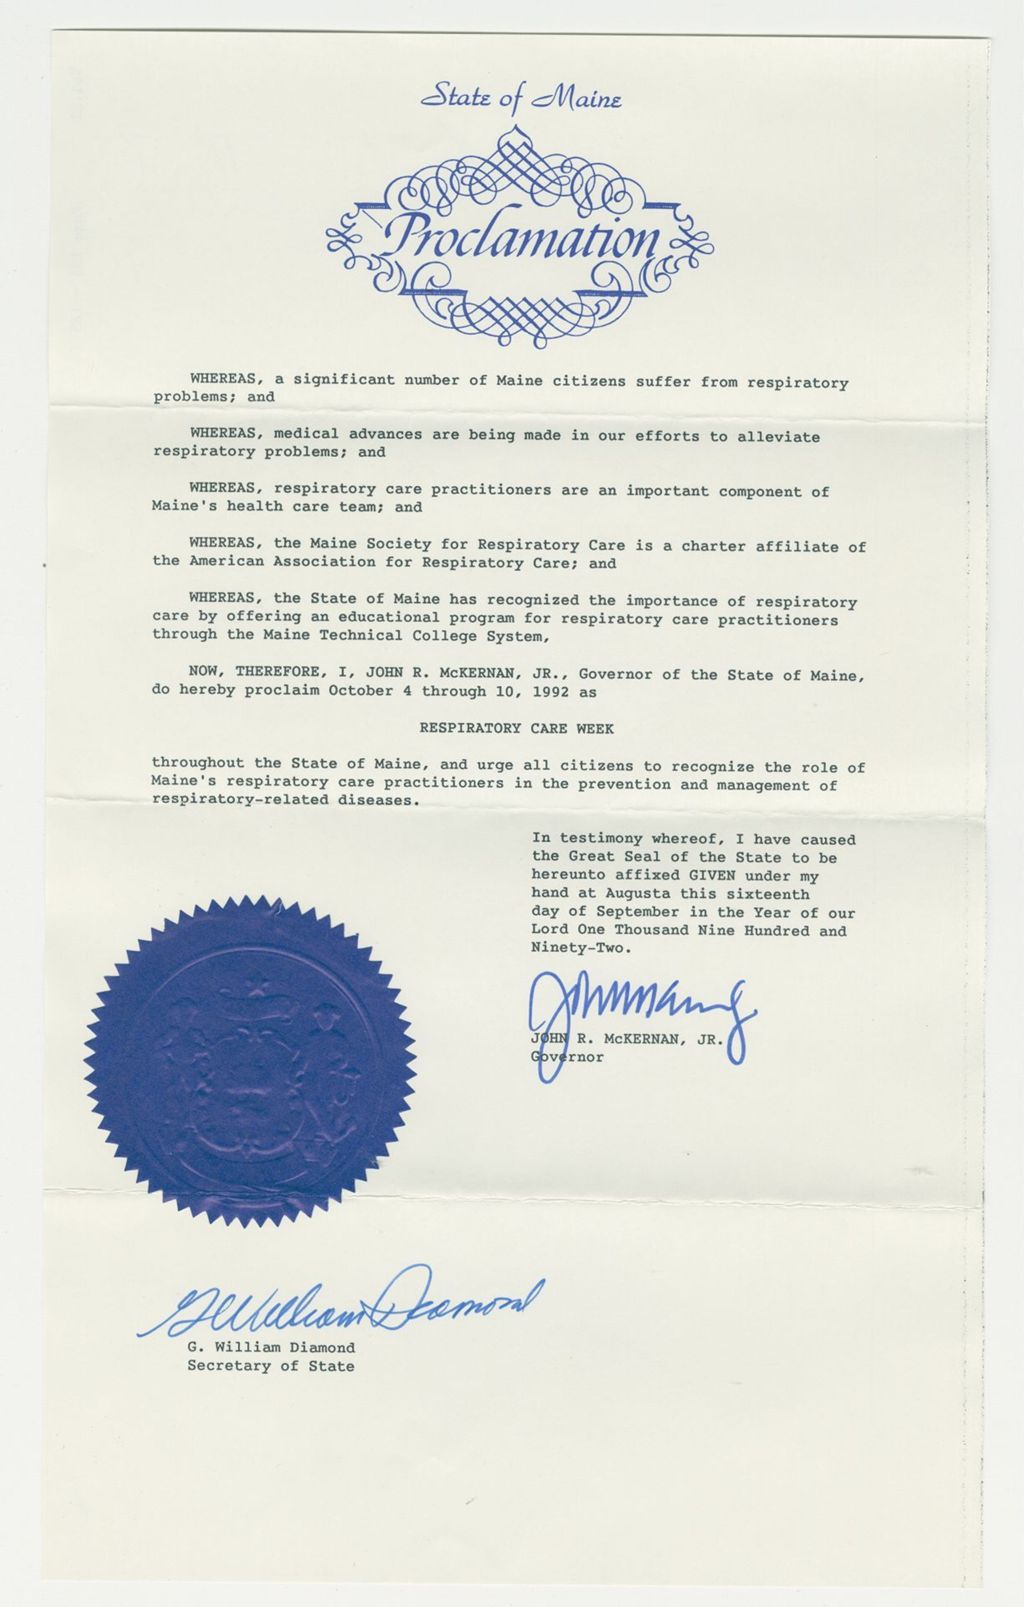 State of Maine
Proclamation
WHEREAS, a significant number of Maine citizens suffer from respiratory
problems; and
WHEREAS, medical advances are being made in our efforts to alleviate
respiratory problems; and
WHEREAS, respiratory care practitioners are an important component of
Maine's health care team; and
WHEREAS, the Maine Society for Respiratory Care is a charter affiliate of
the American Association for Respiratory Care; and
WHEREAS, the State of Maine has recognized the importance of respiratory
care by offering an educational program for respiratory care practitioners
through the Maine Technical College System,
NOW, THEREFORE, I, JOHN R. McKERNAN, JR., Governor of the State of Maine,
do hereby proclaim October 4 through 10, 1992 as
RESPIRATORY CARE WEEK
throughout the State of Maine, and urge all citizens to recognize the role of
Maine's respiratory care practitioners in the prevention and management of
respiratory-related diseases.
In testimony whereof, I have caused
the Great Seal of the State to be
hereunto affixed GIVEN under my
hand at Augusta this sixteenth
day of September in the Year of our
Lord One Thousand Nine Hundred and
Ninety-Two.
JOHN R. McKERNAN, JR.
Governor
G William Diamond
G. William Diamond
Secretary of State